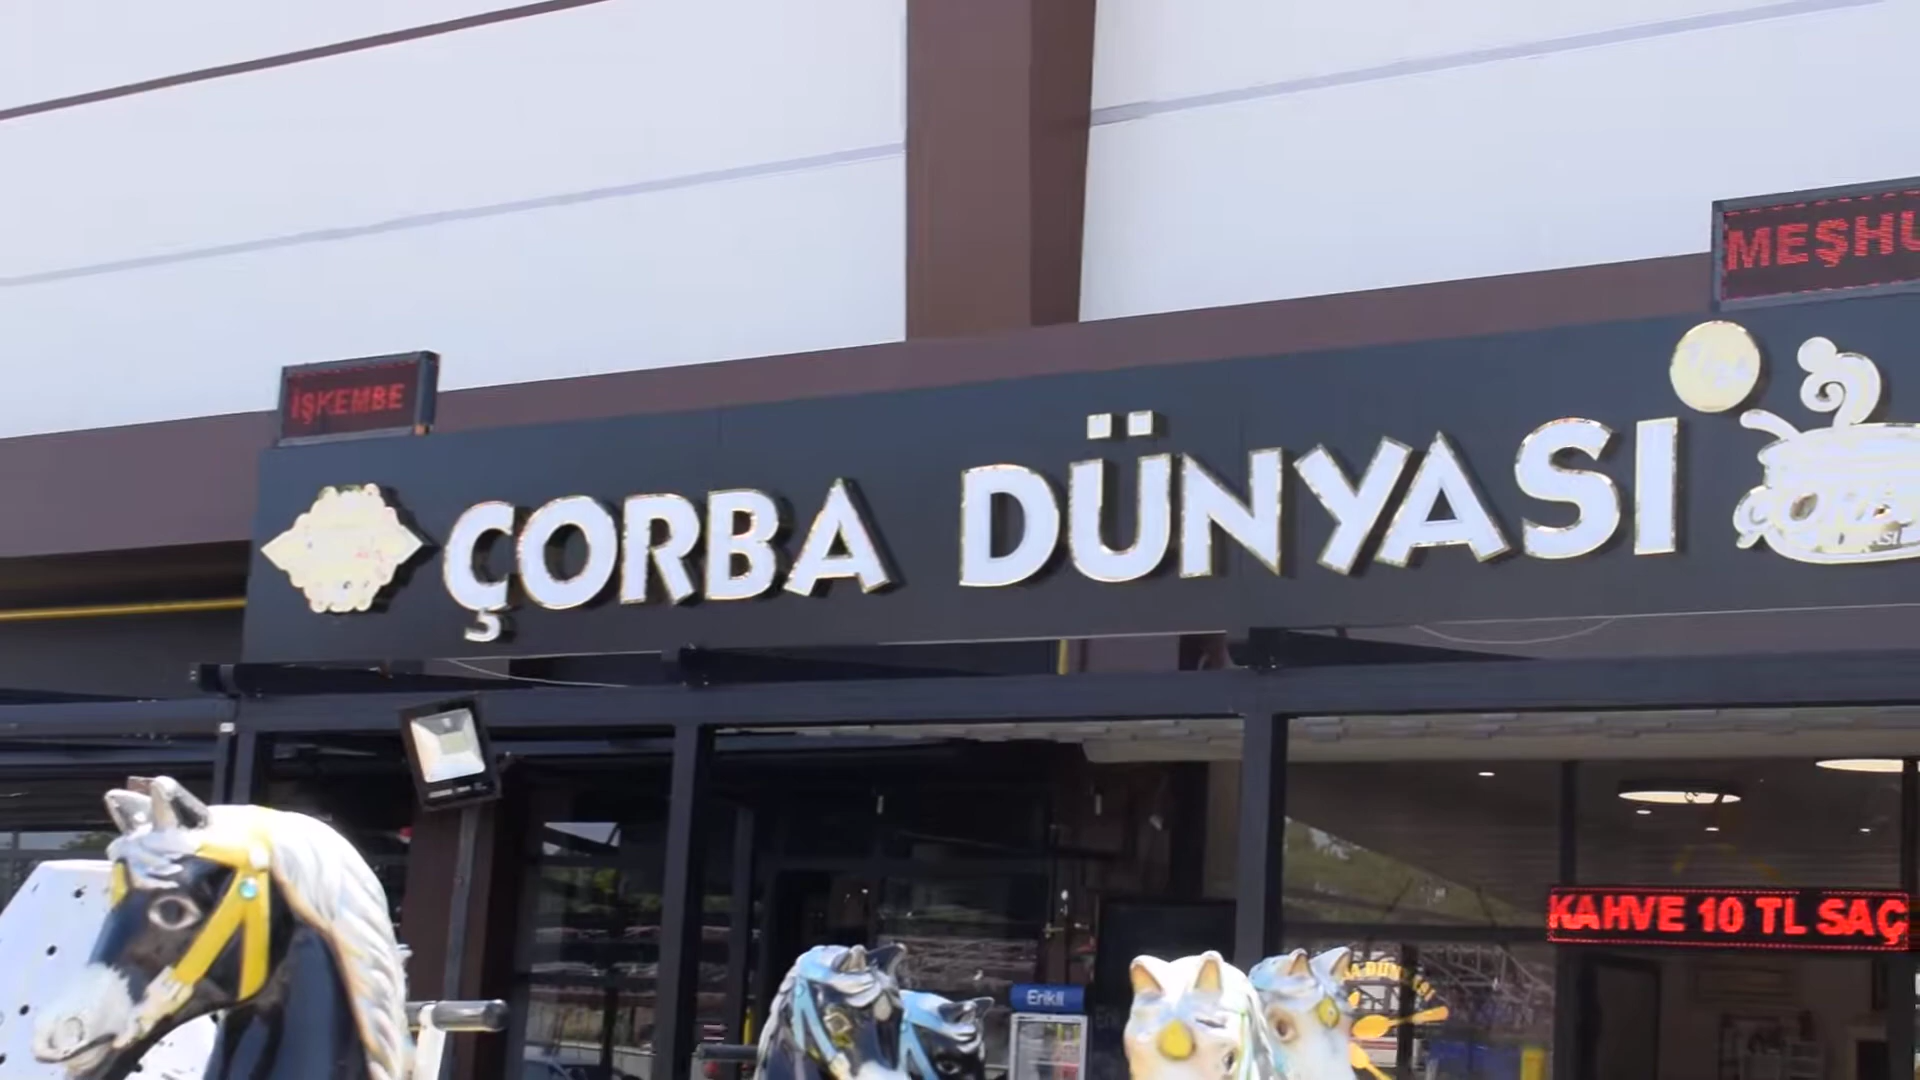 MEŞHU
İŞKEMBE
ÇORBA DÜNYASI
KAHVE 10 TL SAÇ
Erikli